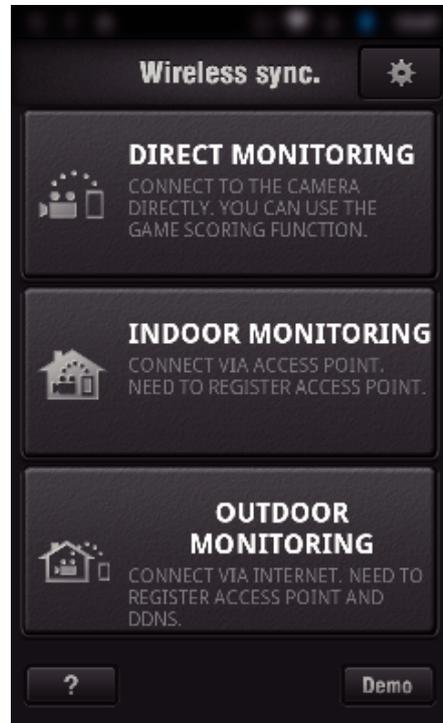 Wireless sync.
DIRECT MONITORING
CONNECT TO THE CAMERA
DIRECTLY. YOU CAN USE THE
GAME SCORING FUNCTION.
INDOOR MONITORING
CONNECT VIA ACCESS POINT.
NEED TO REGISTER ACCESS POINT.
OUTDOOR
MONITORING
CONNECT VIA INTERNET. NEED TO
REGISTER ACCESS POINT AND
DDNS.
?
Demo